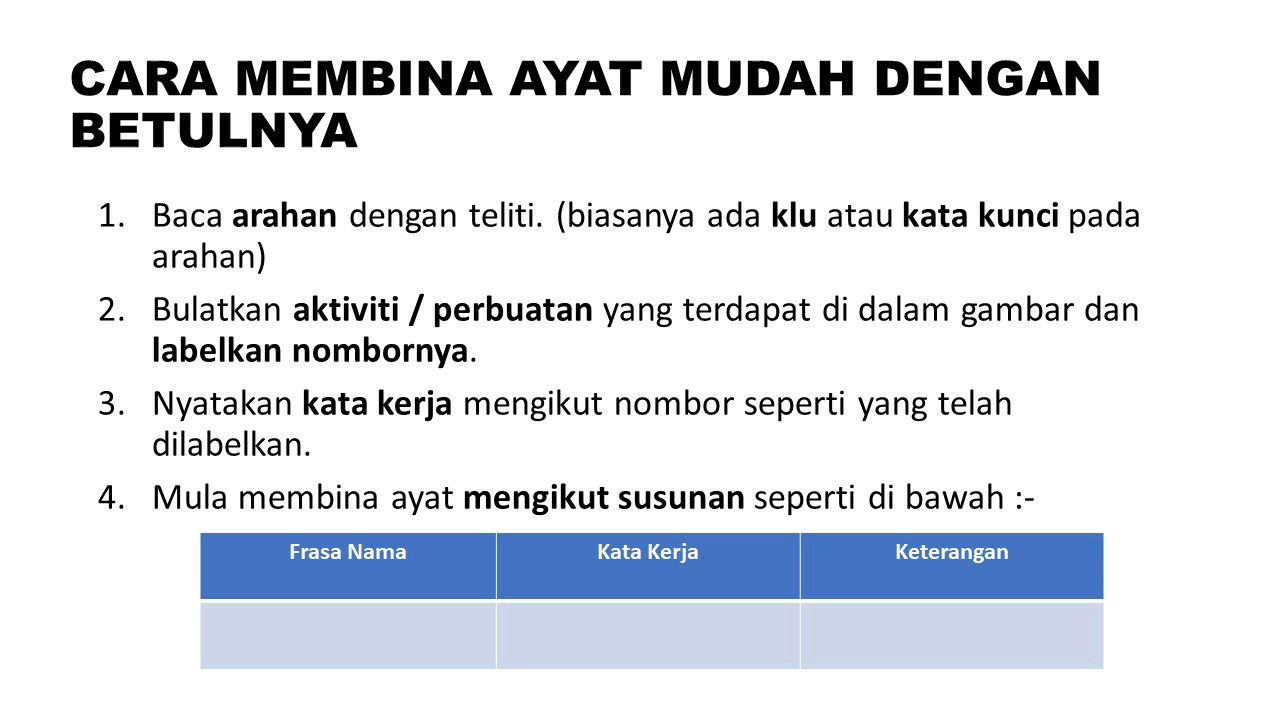 CARA MEMBINA AYAT MUDAH DENGAN
BETULNYA
1. Baca arahan dengan teliti. (biasanya ada klu atau kata kunci pada
arahan)
2. Bulatkan aktiviti / perbuatan yang terdapat di dalam gambar dan
labelkan nombornya.
3. Nyatakan kata kerja mengikut nombor seperti yang telah
dilabelkan.
4. Mula membina ayat mengikut susunan seperti di bawah :-
Frasa Nama Kata Kerja Keterangan